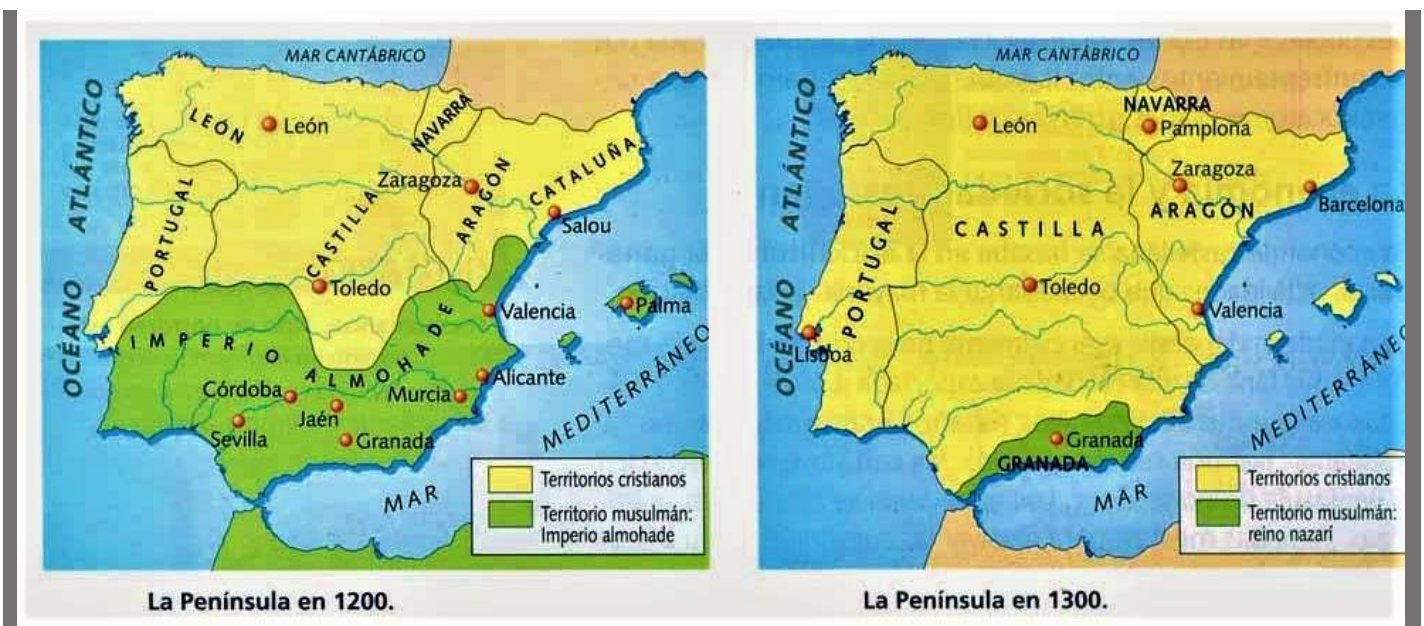 MAR CANTÁBRICO
OCÉANO ATLÁNTICO
LEÓN
León
NAVARRA
PORTUGAL
CASTILLA
Zaragoza
ARAGÓN
CATALUÑA
Salou
Toledo
Valencia
Palma
IMPERIO ALMOHADE
Córdoba
Jaén
Murcia
Alicante
Sevilla
Granada
MAR MEDITERRÁNEO
Territorios cristianos
Territorio musulmán:
Imperio almohade
La Península en 1200.
MAR CANTÁBRICO
OCÉANO ATLÁNTICO
León
NAVARRA
Pamplona
Zaragoza
ARAGÓN
Barcelona
PORTUGAL
CASTILLA
Toledo
Valencia
Lisboa
Granada
GRANADA
MAR MEDITERRÁNEO
Territorios cristianos
Territorio musulmán:
reino nazarí
La Península en 1300.